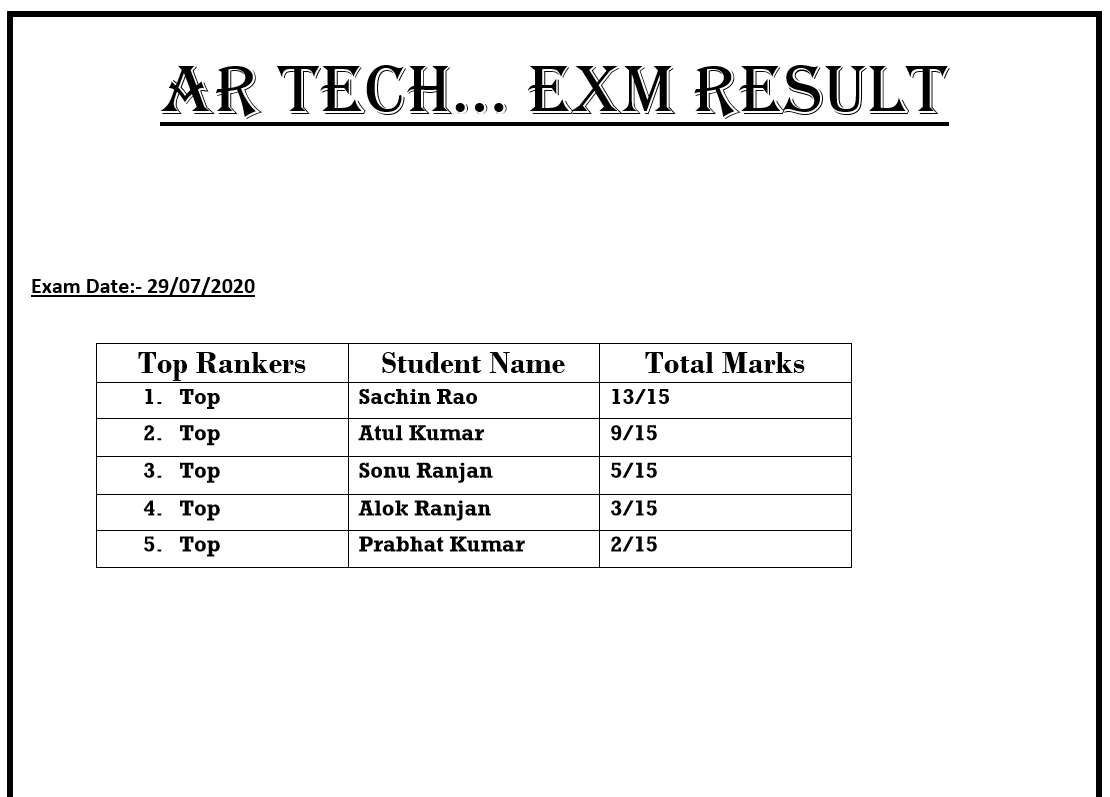 AR TECH... EXM RESULT
Exam Date:- 29/07/2020
Top Rankers Student Name Total Marks
1. Top Sachin Rao 13/15
2. Top Atul Kumar 9/15
3. Top Sonu Ranjan 5/15
4. Top Alok Ranjan 3/15
5. Top Prabhat Kumar 2/15